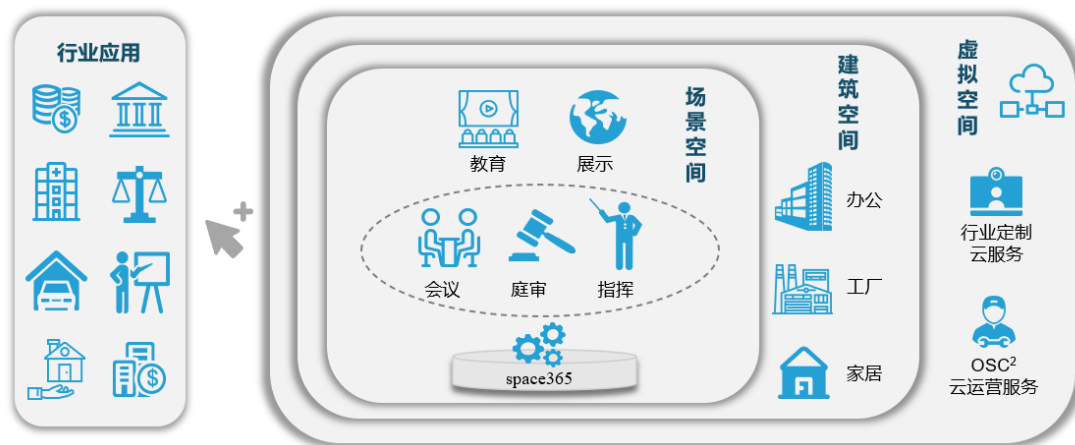 行业应用
场景空间
教育
展示
会议
庭审
指挥
space365
建筑空间
办公
工厂
家居
虚拟空间
行业定制
云服务
OSC²
云运营服务